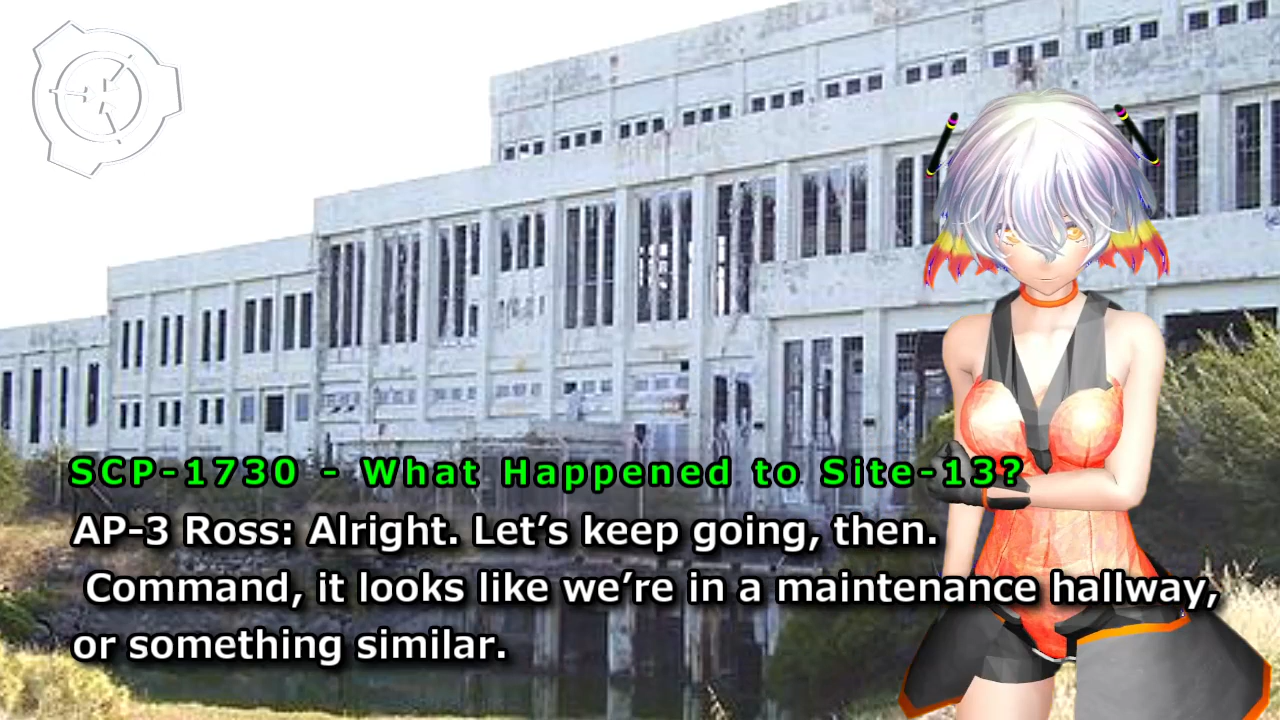 SCP-1730 - What Happened to Site-13?
AP-3 Ross: Alright. Let’s keep going, then.
Command, it looks like we’re in a maintenance hallway,
or something similar.